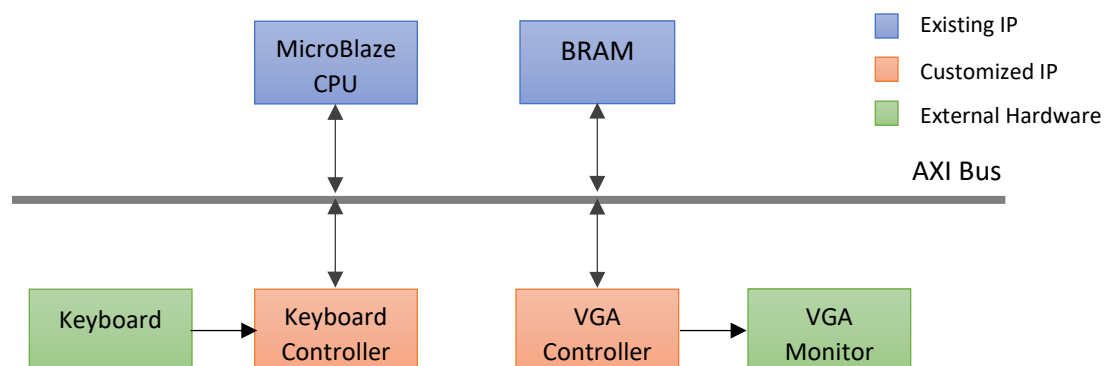 MicroBlaze
CPU
BRAM
Existing IP
Customized IP
External Hardware
AXI Bus
Keyboard
Keyboard
Controller
VGA
Controller
VGA
Monitor